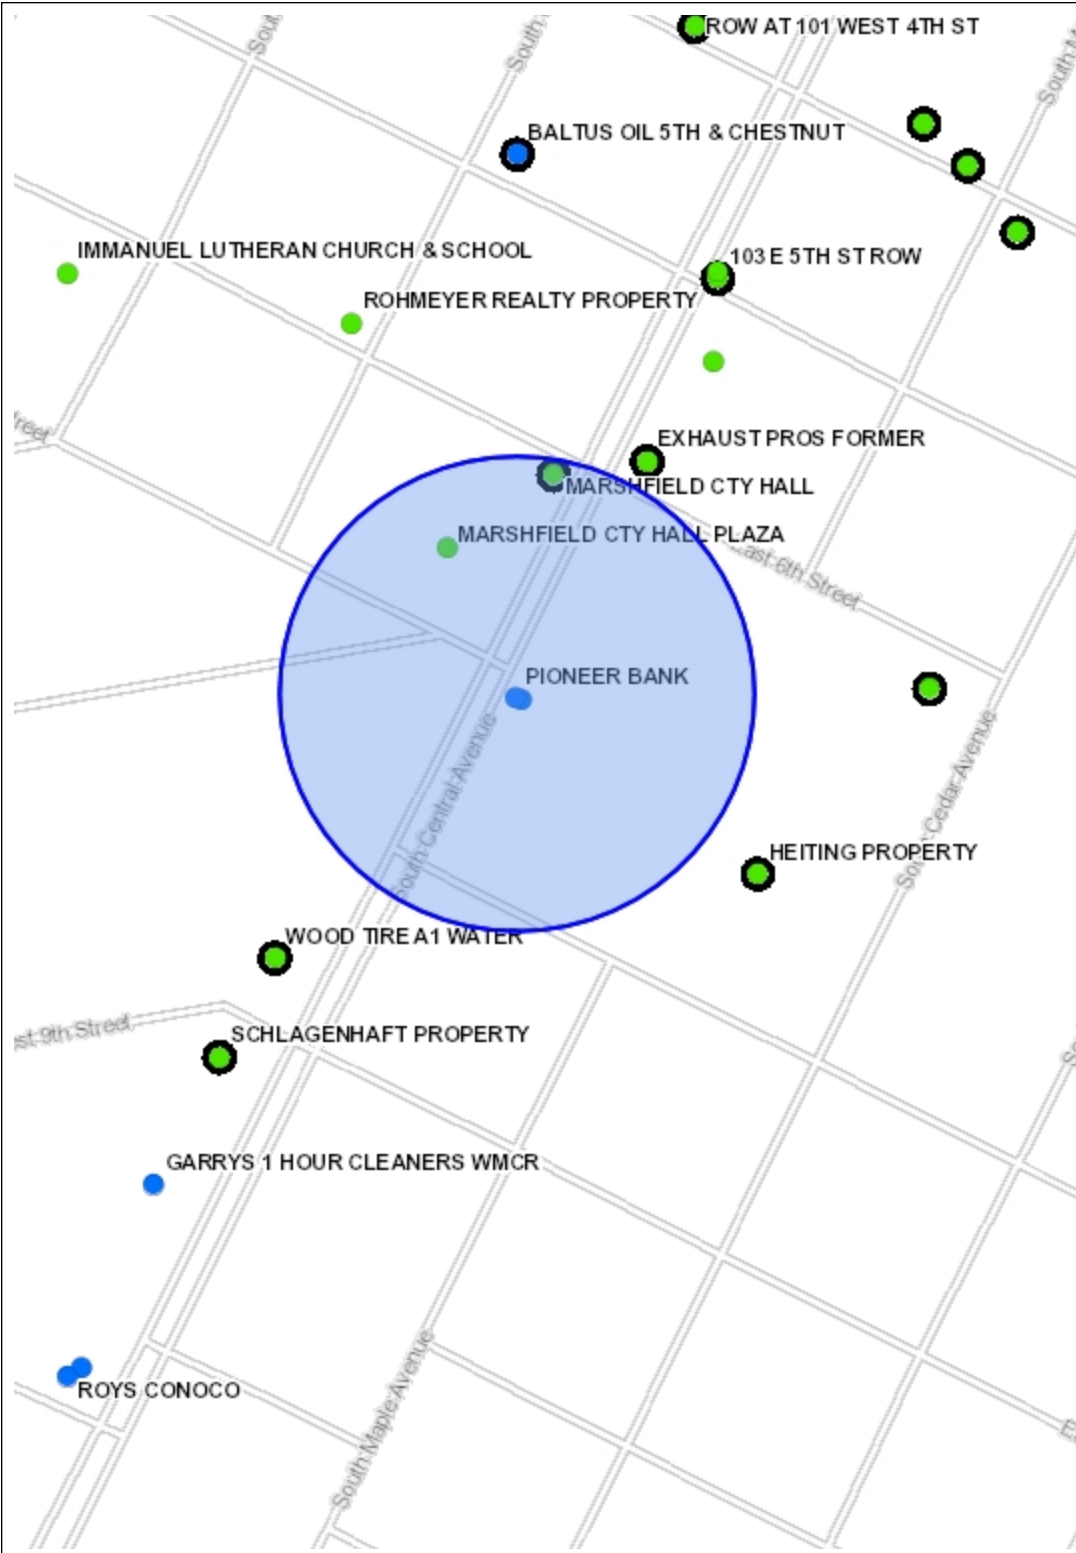 ROW AT 101 WEST 4TH ST
BALTUS OIL 5TH & CHESTNUT
IMMANUEL LUTHERAN CHURCH & SCHOOL
103 E 5TH ST ROW
ROHMEYER REALTY PROPERTY
EXHAUST PROS FORMER
MARSHFIELD CTY HALL
MARSHFIELD CTY HALL PLAZA
East 6th Street
PIONEER BANK
South Central Avenue
South Cedar Avenue
HEITING PROPERTY
WOOD TIRE A1 WATER
st 9th Street
SCHLAGENHAFT PROPERTY
GARRYS 1 HOUR CLEANERS WMCR
ROYS CONOCO
South Maple Avenue